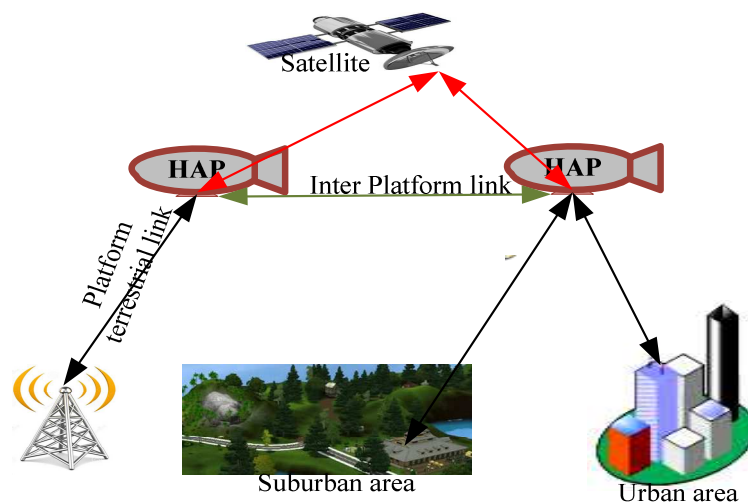 Satellite
HAP
HAP
Inter Platform link
Platform
terrestrial link
Suburban area
Urban area